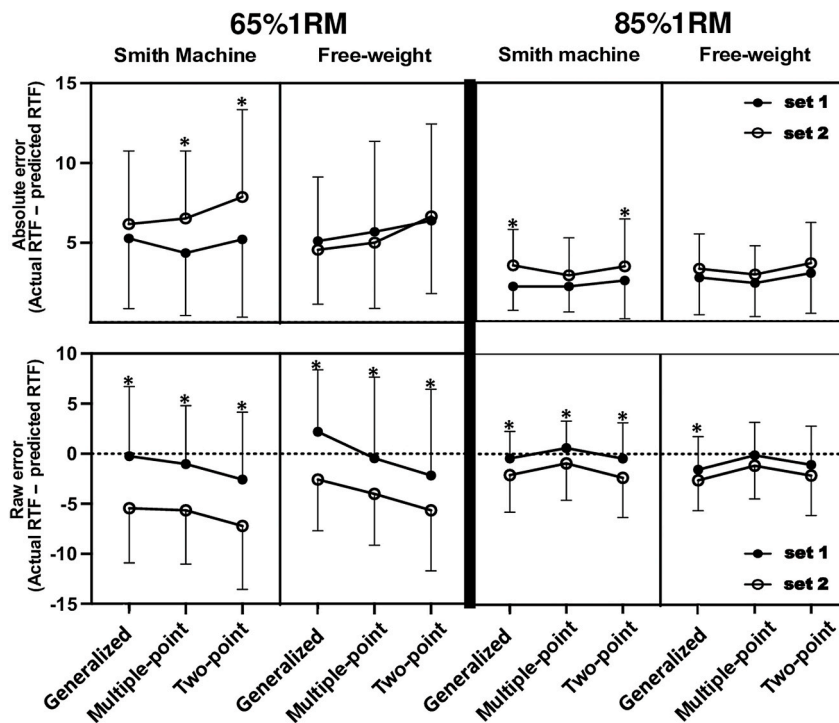 65%1RM 85%1RM
Smith Machine Free-weight Smith machine Free-weight
Absolute error
(Actual RTF – predicted RTF)
15
10
5
* * * * *
set 1
set 2
Raw error
(Actual RTF – predicted RTF)
10
5
0
-5
-10
-15
* * * * * * * * * *
set 1
set 2
Generalized Multiple-point Two-point Generalized Multiple-point Two-point Generalized Multiple-point Two-point Generalized Multiple-point Two-point